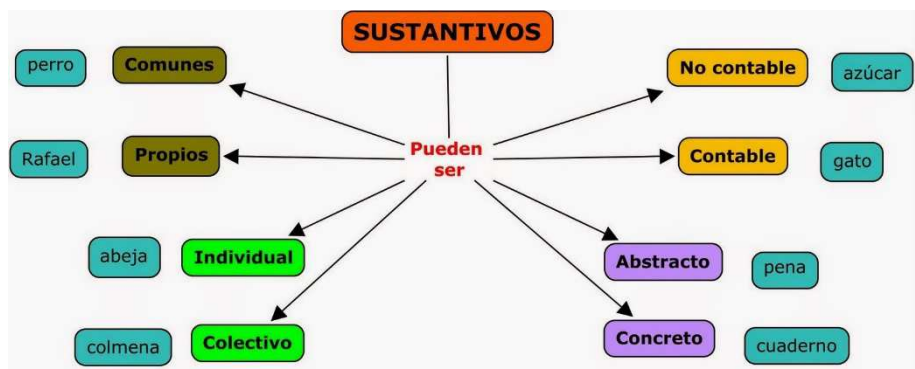 SUSTANTIVOS
perro
Comunes
No contable
azúcar
Rafael
Propios
Pueden
ser
Contable
gato
abeja
Individual
Abstracto
pena
colmena
Colectivo
Concreto
cuaderno